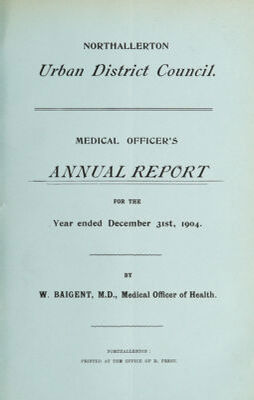 NORTHALLERTON
Urban District Council.
MEDICAL OFFICER'S
ANNUAL REPORT
FOR THE
Year ended December 31st, 1904.
BY
W. BAIGENT, M.D., Medical Officer of Health.
NORTHALLERTON:
PRINTED AT THE OFFICE OF R. PRESS.